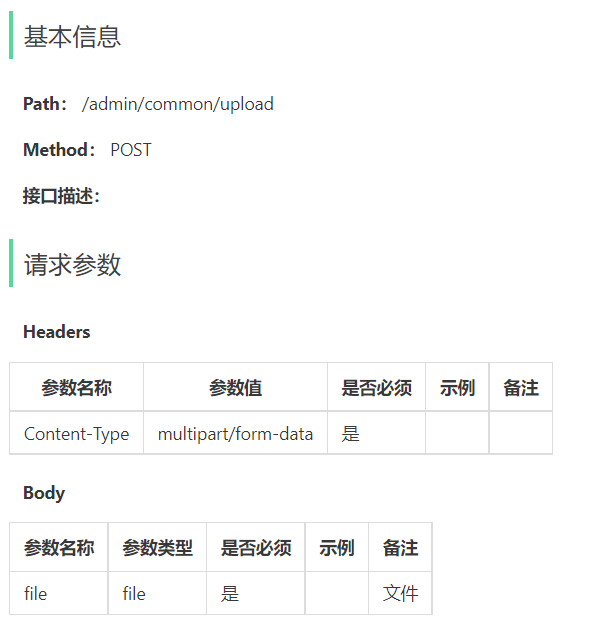 基本信息
Path： /admin/common/upload
Method： POST
接口描述：
请求参数
Headers
参数名称 参数值 是否必须 示例 备注
Content-Type multipart/form-data 是
Body
参数名称 参数类型 是否必须 示例 备注
file file 是 文件